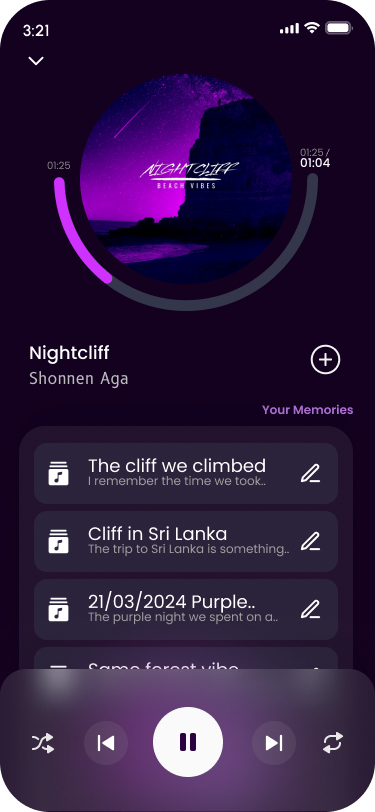 3:21
01:25
01:25 /
01:04
NIGHTCLIFF
BEACH VIBES
Nightcliff
Shonnen Aga
Your Memories
The cliff we climbed
I remember the time we took..
Cliff in Sri Lanka
The trip to Sri Lanka is something..
21/03/2024 Purple..
The purple night we spent on a..
Same forest vibe